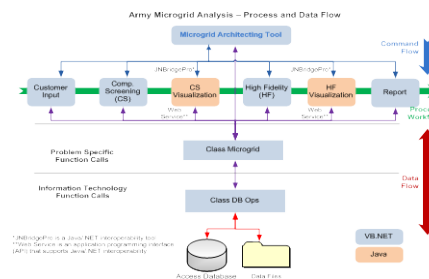 Army Microgrid Analysis – Process and Data Flow
Microgrid Architecting Tool
Command
Flow
JNBridgePro*
JNBridgePro*
Customer
Input
Comp.
Screening
(CS)
CS
Visualization
High Fidelity
(HF)
HF
Visualization
Report
Web
Service**
Web
Service**
Class Microgrid
Problem Specific
Function Calls
Data
Flow
Information Technology
Function Calls
Class DB Ops
*JNBridgePro is a Java/.NET interoperability tool
**Web Service is an application programming interface
(API) that supports Java/.NET interoperability
VB.NET
Java
Access Database
Data Files